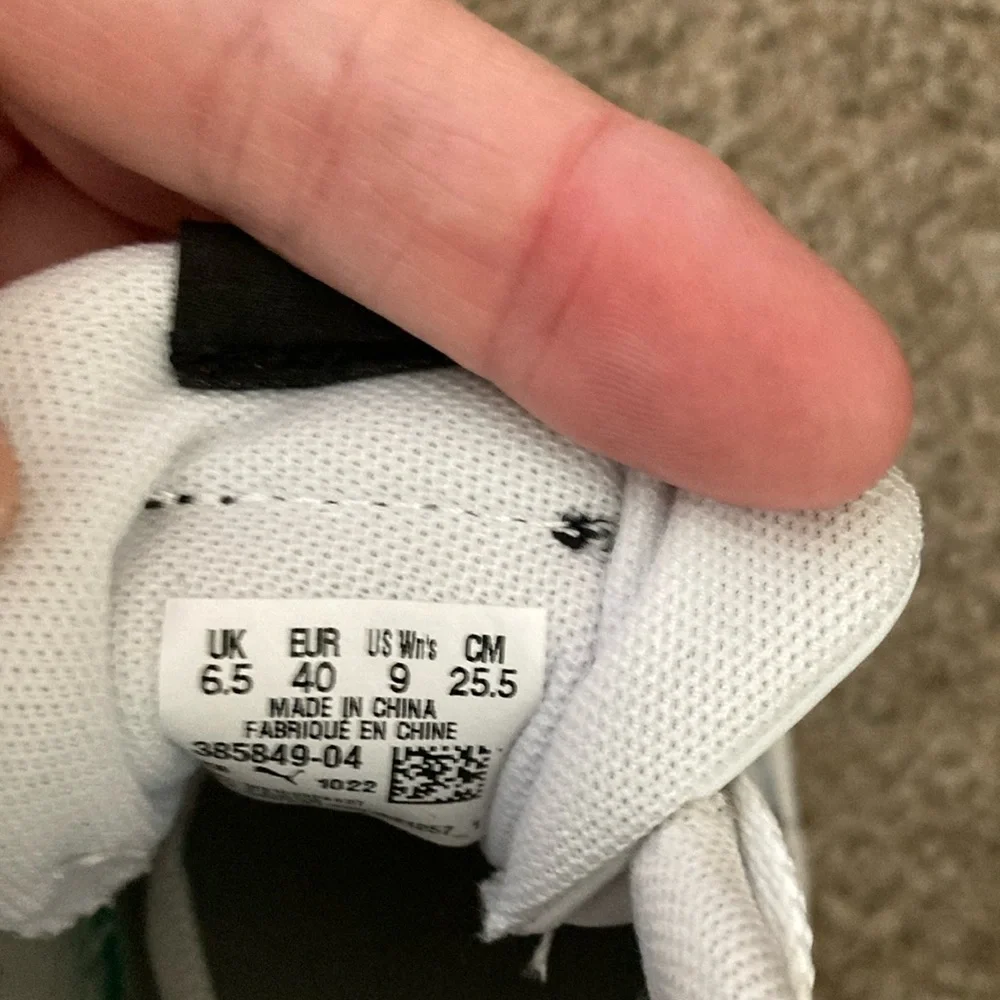 UK EUR US Wn's CM
6.5 40 9 25.5
MADE IN CHINA
FABRIQUÉ EN CHINE
385849-04
1022